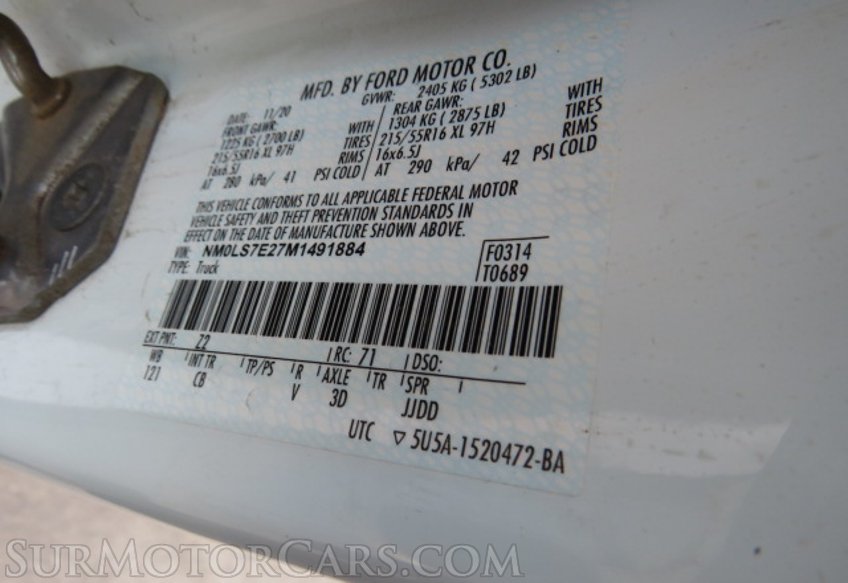 MFD. BY FORD MOTOR CO.
DATE: 11/20 GVWR: 2405 KG ( 5302 LB)
FRONT GAWR: REAR GAWR:
1225 KG ( 2700 LB) WITH 1304 KG ( 2875 LB) WITH
215/55R16 XL 97H TIRES 215/55R16 XL 97H TIRES
16x6.5J RIMS 16x6.5J RIMS
AT 280 kPa/ 41 PSI COLD AT 290 kPa/ 42 PSI COLD
THIS VEHICLE CONFORMS TO ALL APPLICABLE FEDERAL MOTOR
VEHICLE SAFETY AND THEFT PREVENTION STANDARDS IN
EFFECT ON THE DATE OF MANUFACTURE SHOWN ABOVE.
VIN: NM0LS7E27M1491884 F0314
TYPE: Truck T0689
EXT PNT: Z2 RC: 71 DSO:
WB INT TR TP/PS R AXLE TR SPR
121 CB V 3D JJDD
UTC ▽ 5U5A-1520472-BA
SURMOTORCARS.COM